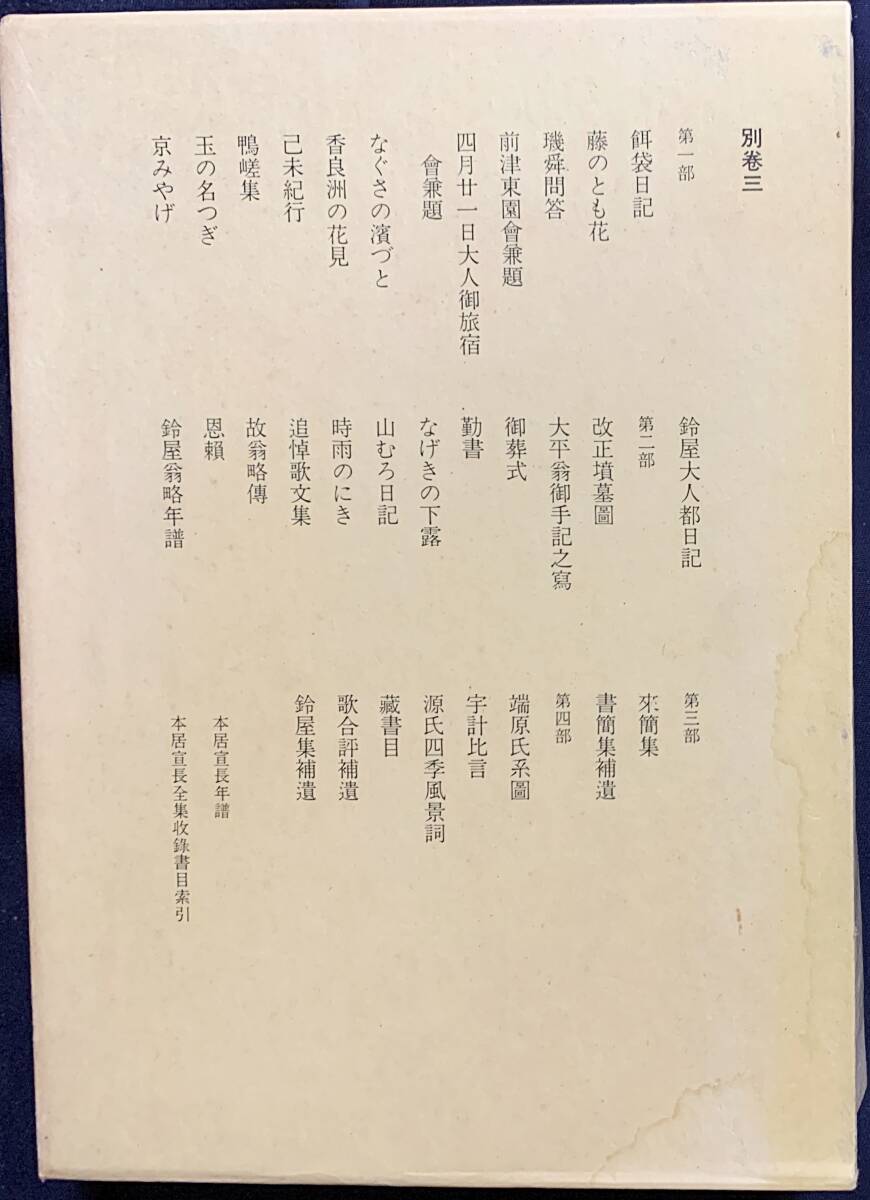 別卷三
第一部
餌袋日記
藤のとも花
璣舜問答
前津東園會兼題
四月廿一日大人御旅宿
會兼題
なぐさの濱づと
香良洲の花見
己未紀行
鴨嵯集
玉の名つぎ
京みやげ
鈴屋大人都日記
第二部
改正墳墓圖
大平翁御手記之寫
御葬式
勤書
なげきの下露
山むろ日記
時雨のにき
追悼歌文集
故翁略傳
恩賴
鈴屋翁略年譜
第三部
來簡集
書簡集補遺
第四部
端原氏系圖
宇計比言
源氏四季風景詞
藏書目
歌合評補遺
鈴屋集補遺
本居宣長年譜
本居宣長全集收錄書目索引